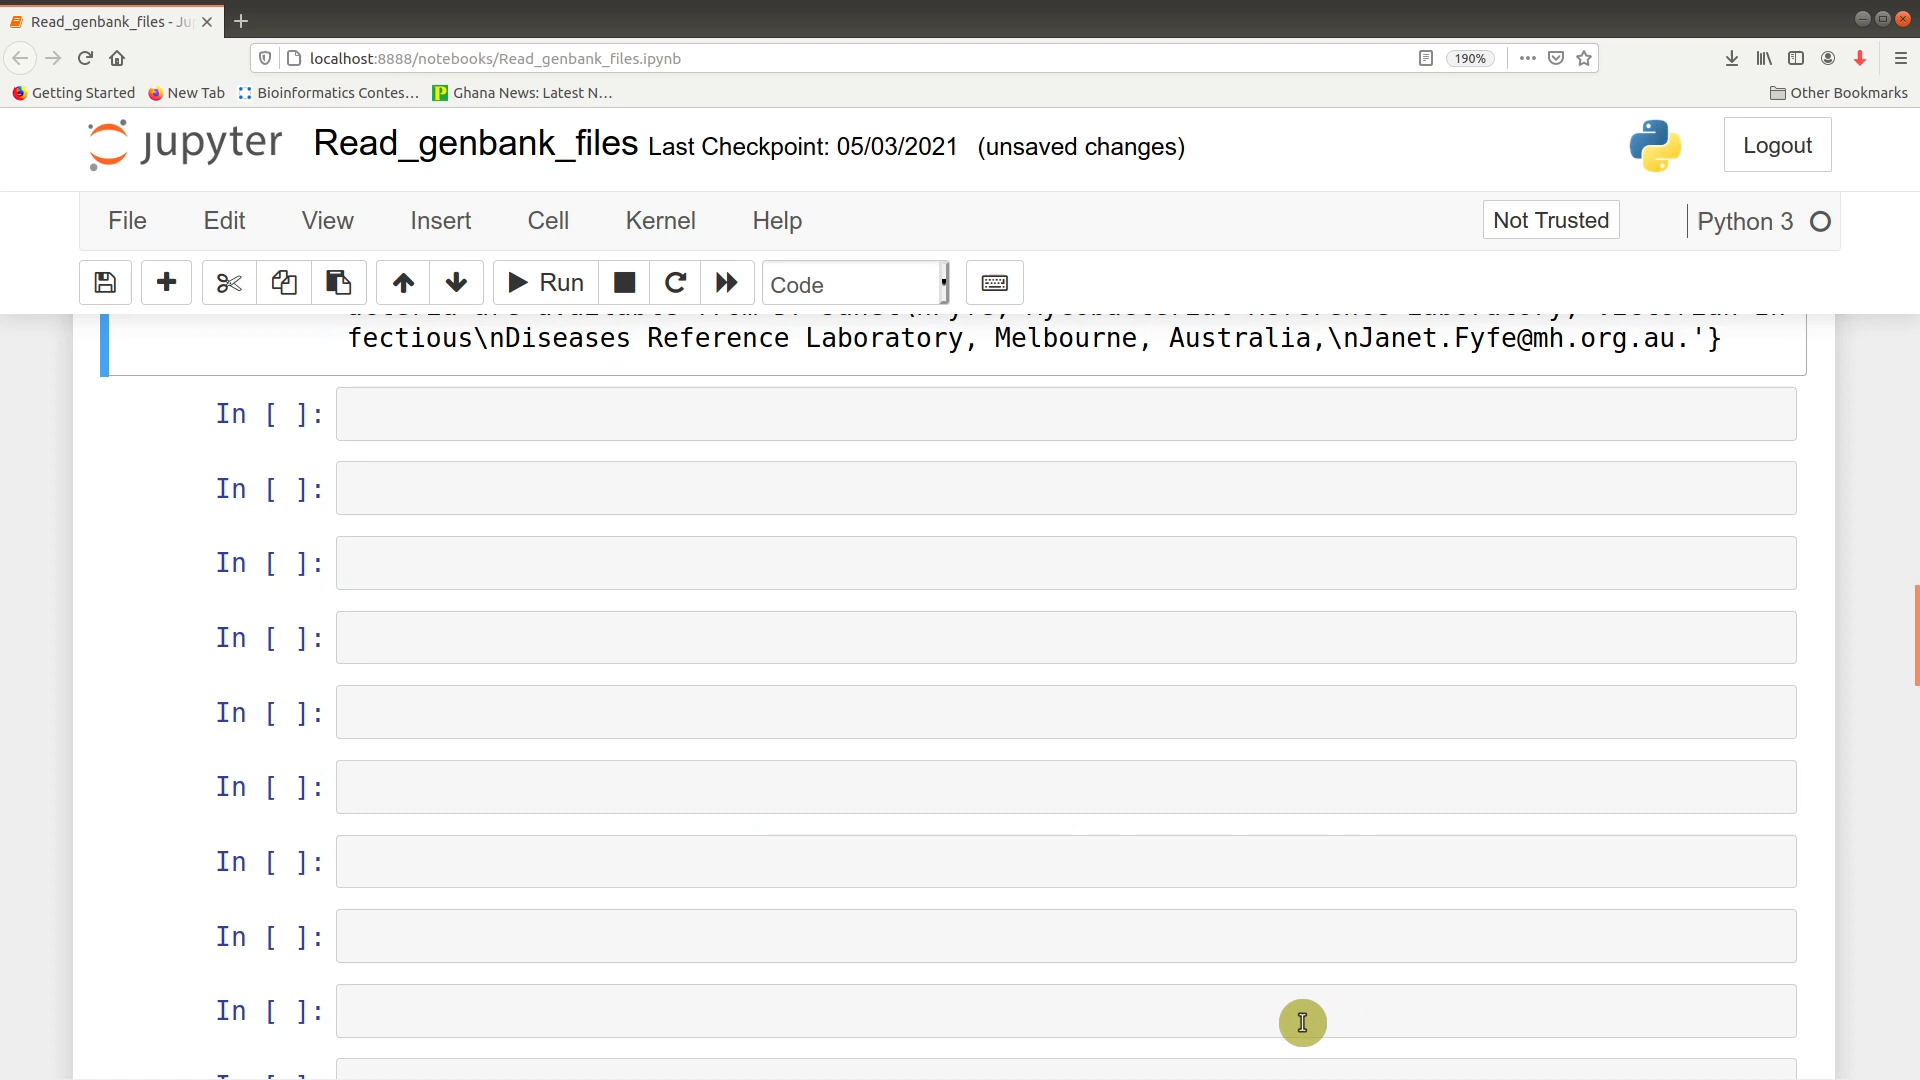 Read_genbank_files - Ju
localhost:8888/notebooks/Read_genbank_files.ipynb
190%
Getting Started
New Tab
Bioinformatics Contes...
Ghana News: Latest N...
Other Bookmarks
jupyter
Read_genbank_files Last Checkpoint: 05/03/2021 (unsaved changes)
Logout
File Edit View Insert Cell Kernel Help
Not Trusted
Python 3
Run
Code
fectious\nDiseases Reference Laboratory, Melbourne, Australia,\nJanet.Fyfe@mh.org.au.'}
In [ ]:
In [ ]:
In [ ]:
In [ ]:
In [ ]:
In [ ]:
In [ ]:
In [ ]:
In [ ]: